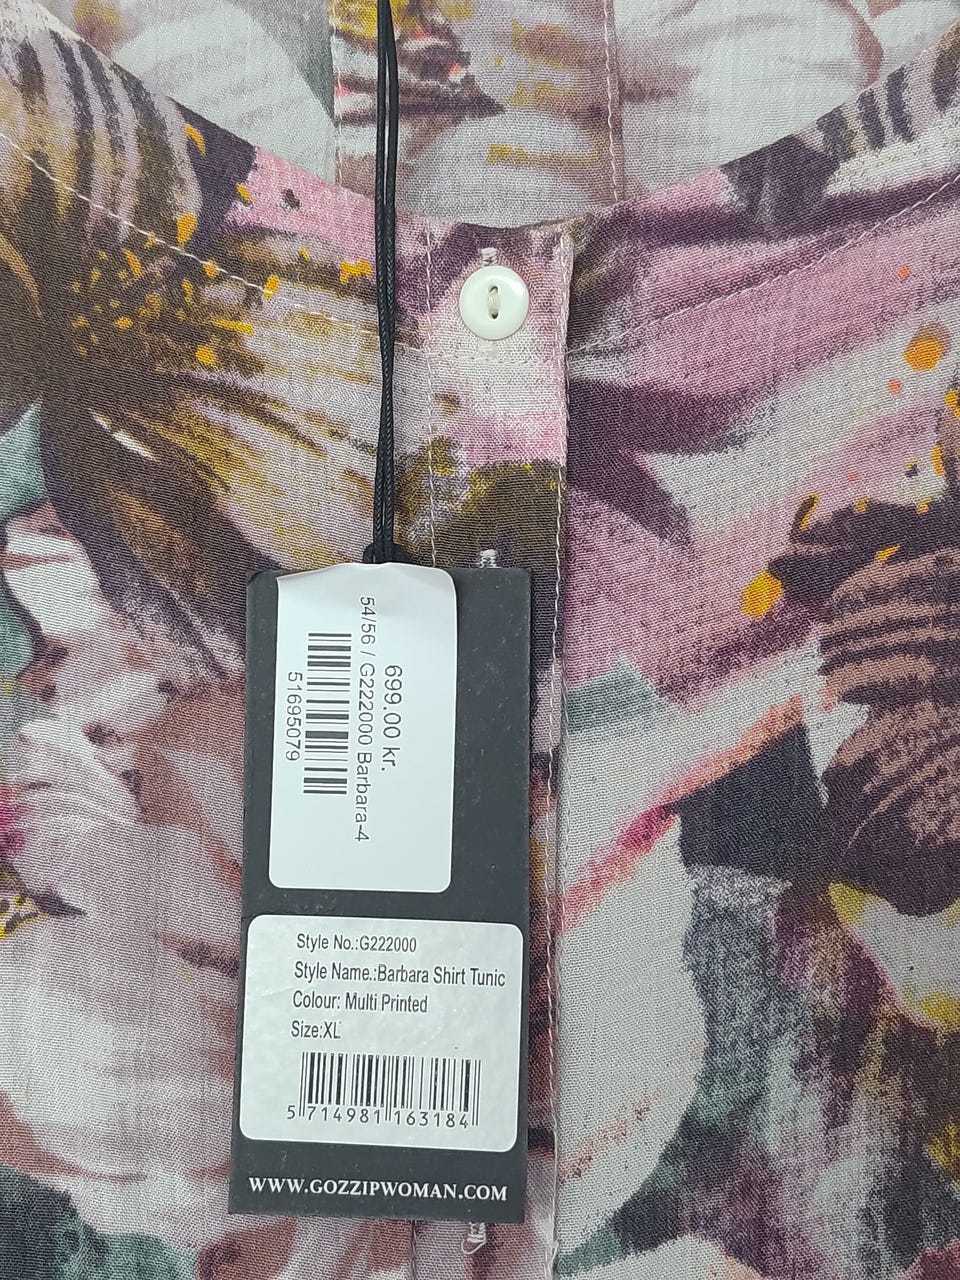 699.00 kr.
54/56 / G222000 Barbara-4
51695079
Style No.:G222000
Style Name.:Barbara Shirt Tunic
Colour: Multi Printed
Size:XL
5 714981 163184
WWW.GOZZIPWOMAN.COM